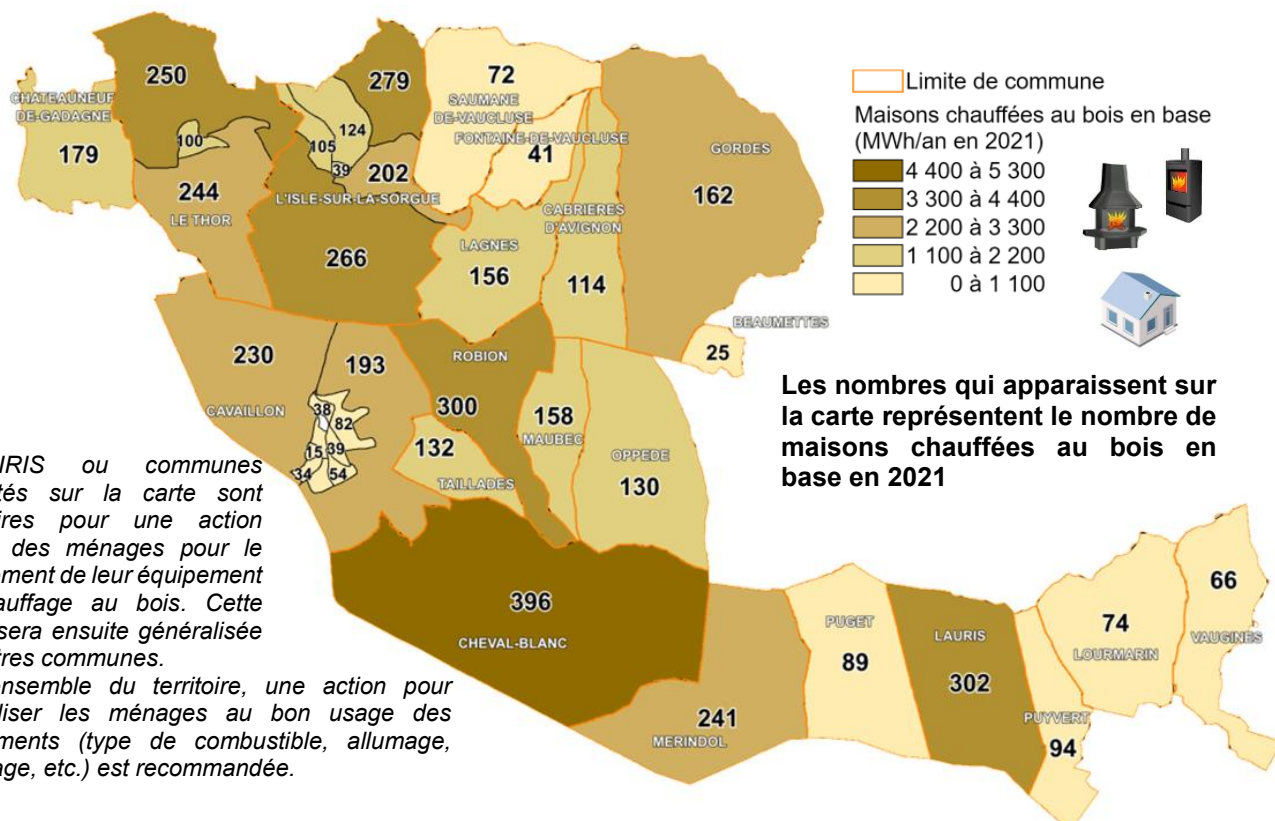 250
279
72
CHATEAUNEUF
DE-GADAGNE
SAUMANE
DE-VAUCLUSE
124
FONTAINE-DE-VAUCLUSE
100
105
41
GORDES
179
39
202
162
244
L'ISLE-SUR-LA-SORGUE
LE THOR
CABRIERES
D'AVIGNON
LAGNES
266
156
114
BEAUMETTES
25
230
193
ROBION
CAVAILLON
38
82
300
158
MAUBEC
132
15
39
OPPEDE
34
54
TAILLADES
130
396
CHEVAL-BLANC
66
PUGET
74
LAURIS
VAUGINES
89
LOURMARIN
302
241
PUYVERT
MERINDOL
94
Limite de commune
Maisons chauffées au bois en base
(MWh/an en 2021)
4 400 à 5 300
3 300 à 4 400
2 200 à 3 300
1 100 à 2 200
0 à 1 100
Les nombres qui apparaissent sur
la carte représentent le nombre de
maisons chauffées au bois en
base en 2021
IRIS ou communes
tés sur la carte sont
ires pour une action
des ménages pour le
ement de leur équipement
auffage au bois. Cette
sera ensuite généralisée
res communes.
ensemble du territoire, une action pour
liser les ménages au bon usage des
ments (type de combustible, allumage,
age, etc.) est recommandée.